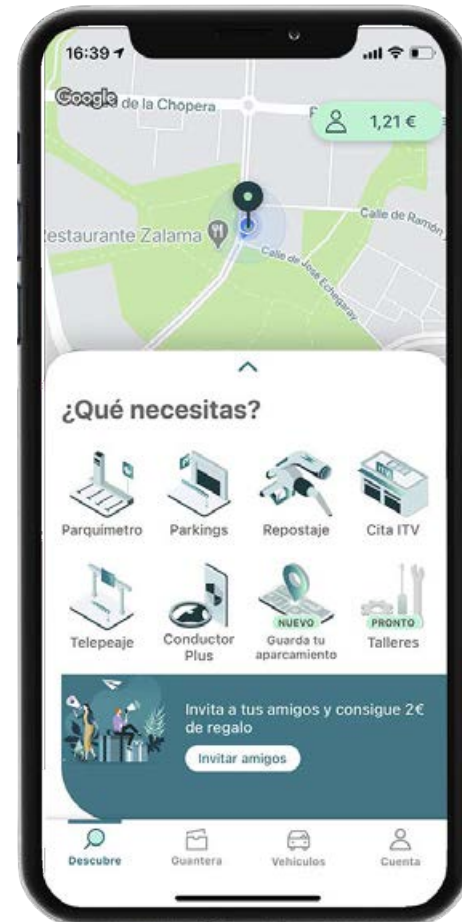 16:39
Google
de la Chopera
1,21 €
Restaurante Zalama
Calle de Ramón
Calle de José Echegaray
¿Qué necesitas?
Parquímetro
Parkings
Repostaje
Cita ITV
Telepeaje
Conductor
Plus
NUEVO
Guarda tu
aparcamiento
PRONTO
Talleres
Invita a tus amigos y consigue 2€
de regalo
Invitar amigos
Descubre
Guantera
Vehículos
Cuenta